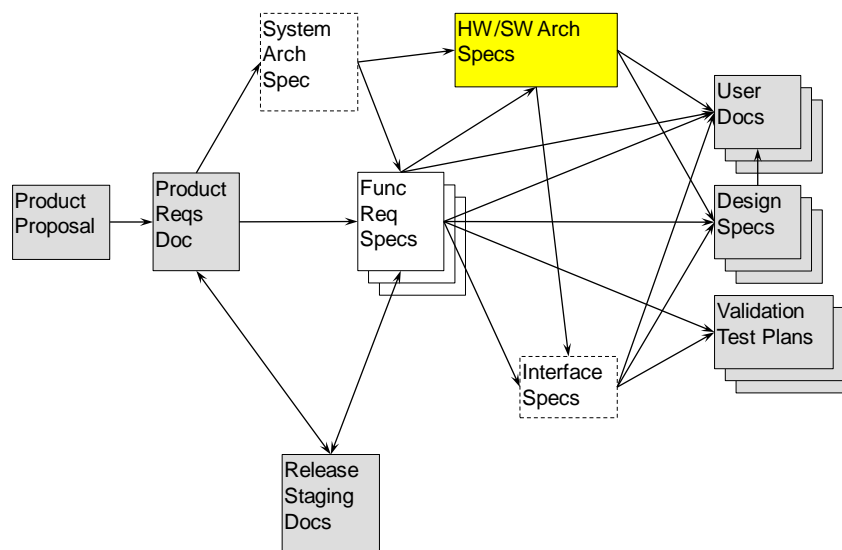 System
Arch
Spec
HW/SW Arch
Specs
User
Docs
Product
Proposal
Product
Reqs
Doc
Func
Req
Specs
Design
Specs
Validation
Test Plans
Interface
Specs
Release
Staging
Docs